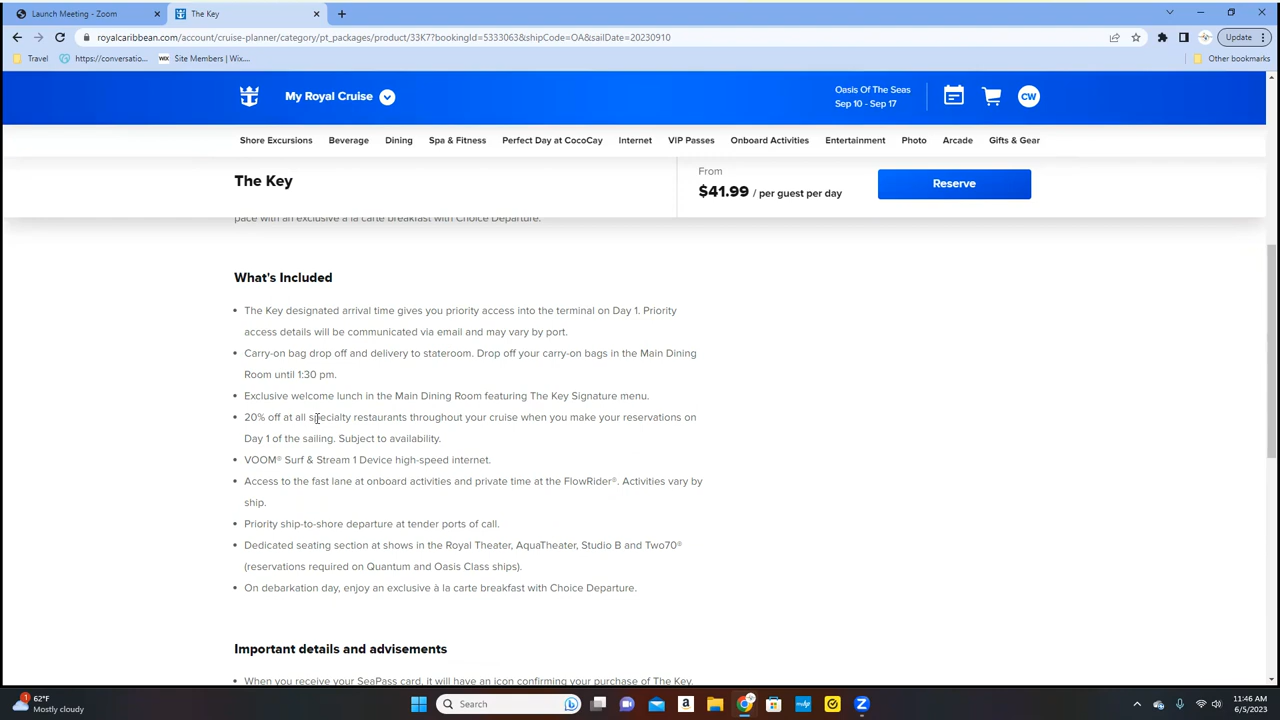 Launch Meeting - Zoom
The Key
royalcaribbean.com/account/cruise-planner/category/pt_packages/product/33K7?bookingId=5333063&shipCode=OA&sailDate=20230910
Update
Travel
https://conversatio...
WIX Site Members | Wix....
Other bookmarks
My Royal Cruise
Oasis Of The Seas
Sep 10 - Sep 17
CW
Shore Excursions Beverage Dining Spa & Fitness Perfect Day at CocoCay Internet VIP Passes Onboard Activities Entertainment Photo Arcade Gifts & Gear
The Key
From
$41.99 / per guest per day
Reserve
pace with an exclusive à la carte breakfast with Choice Departure.
What's Included
• The Key designated arrival time gives you priority access into the terminal on Day 1. Priority
access details will be communicated via email and may vary by port.
• Carry-on bag drop off and delivery to stateroom. Drop off your carry-on bags in the Main Dining
Room until 1:30 pm.
• Exclusive welcome lunch in the Main Dining Room featuring The Key Signature menu.
• 20% off at all specialty restaurants throughout your cruise when you make your reservations on
Day 1 of the sailing. Subject to availability.
• VOOM® Surf & Stream 1 Device high-speed internet.
• Access to the fast lane at onboard activities and private time at the FlowRider®. Activities vary by
ship.
• Priority ship-to-shore departure at tender ports of call.
• Dedicated seating section at shows in the Royal Theater, AquaTheater, Studio B and Two70®
(reservations required on Quantum and Oasis Class ships).
• On debarkation day, enjoy an exclusive à la carte breakfast with Choice Departure.
Important details and advisements
• When you receive your SeaPass card, it will have an icon confirming your purchase of The Key.
1
62°F
Mostly cloudy
Search
11:46 AM
6/5/2023